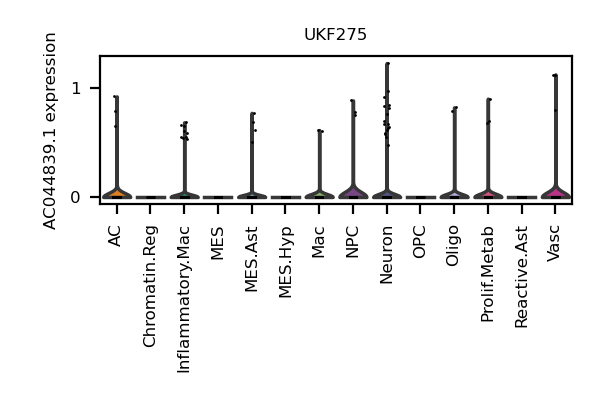 UKF275
AC044839.1 expression
1
0
AC
Chromatin.Reg
Inflammatory.Mac
MES
MES.Ast
MES.Hyp
Mac
NPC
Neuron
OPC
Oligo
Prolif.Metab
Reactive.Ast
Vasc